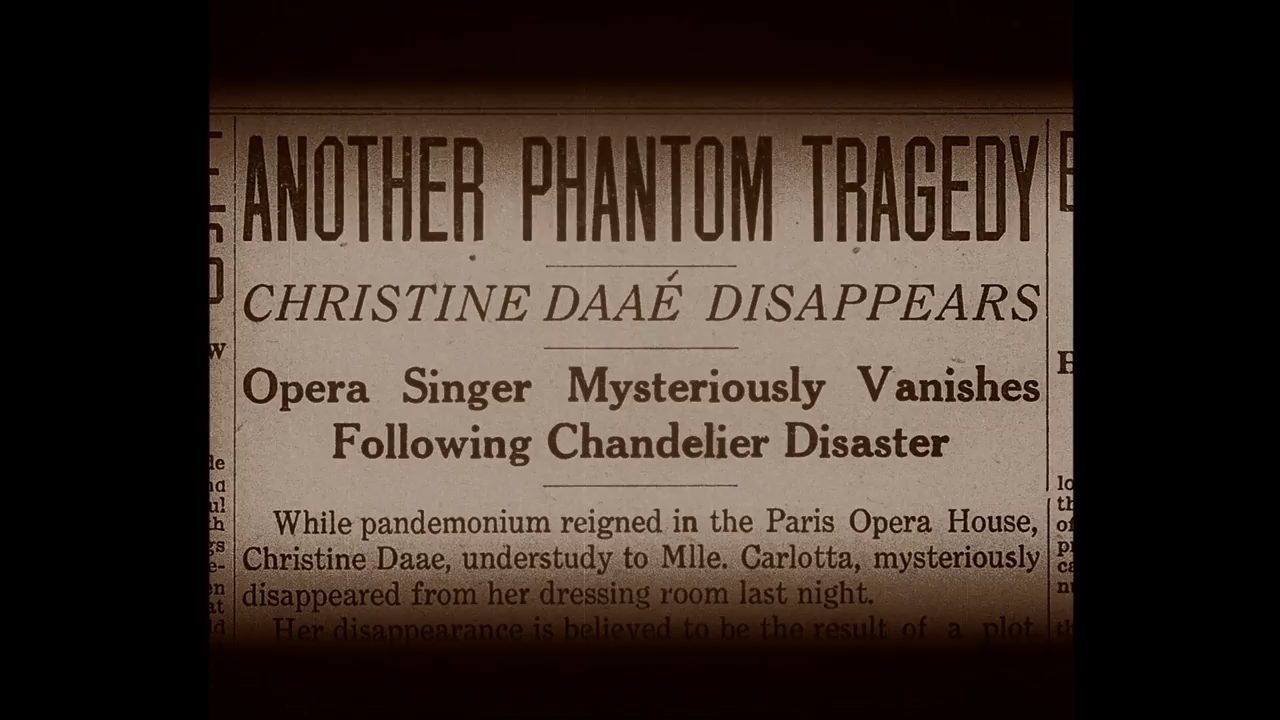 ANOTHER PHANTOM TRAGEDY
CHRISTINE DAAÉ DISAPPEARS
Opera Singer Mysteriously Vanishes
Following Chandelier Disaster
While pandemonium reigned in the Paris Opera House,
Christine Daae, understudy to Mlle. Carlotta, mysteriously
disappeared from her dressing room last night.
Her disappearance is believed to be the result of a plot